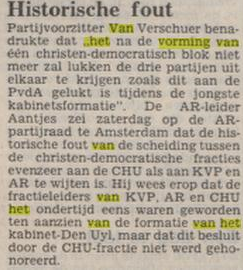 Historische fout
Partijvoorzitter Van Verschuer bena-
drukte dat „het na de vorming van
één christen-democratisch blok niet
meer zal lukken de drie partijen uit
elkaar te krijgen zoals dit aan de
PvdA gelukt is tijdens de jongste
kabinetsformatie". De AR-leider
Aantjes zei zaterdag op de AR-
partijraad te Amsterdam dat de his-
torische fout van de scheiding tussen
de christen-democratische fracties
evenzeer aan de CHU als aan KVP en
AR te wijten is. Hij wees erop dat de
fractieleiders van KVP, AR en CHU
het ondertijd eens waren geworden
ten aanzien van de formatie van het
kabinet-Den Uyl, maar dat dit besluit
door de CHU-fractie niet werd geho-
noreerd.